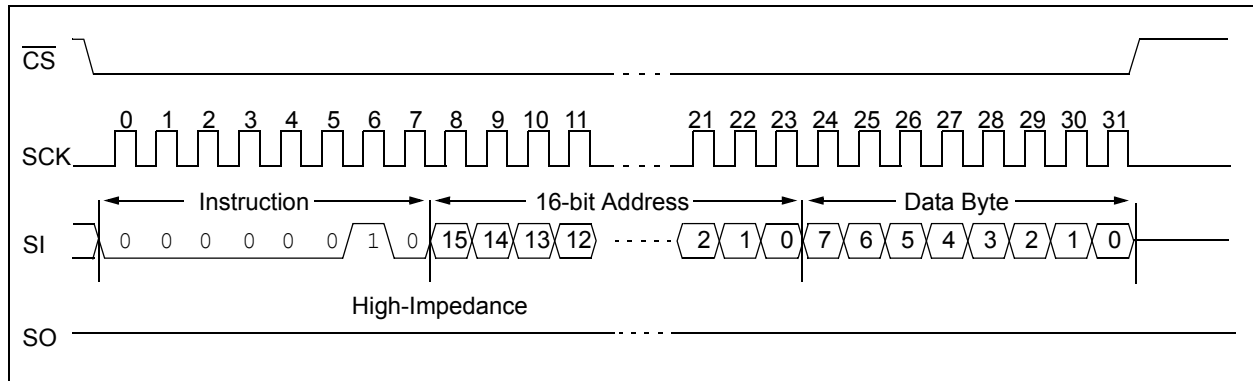 CS
0 1 2 3 4 5 6 7 8 9 10 11 21 22 23 24 25 26 27 28 29 30 31
SCK
Instruction 16-bit Address Data Byte
SI 0 0 0 0 0 0 1 0 15 14 13 12 2 1 0 7 6 5 4 3 2 1 0
High-Impedance
SO